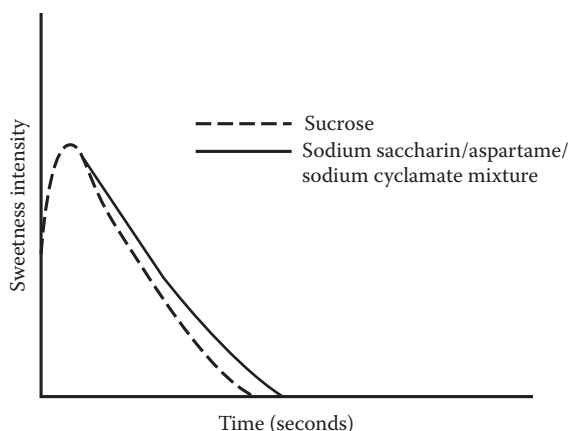 Sucrose
Sodium saccharin/aspartame/
sodium cyclamate mixture
Sweetness intensity
Time (seconds)